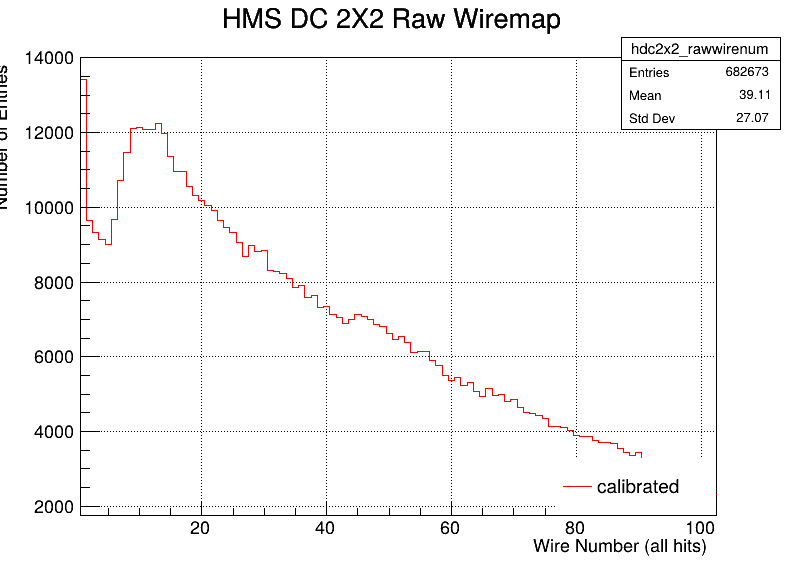 HMS DC 2X2 Raw Wiremap
hdc2x2_rawwirenum
Entries 682673
Mean 39.11
Std Dev 27.07
Number of Entries
14000
12000
10000
8000
6000
4000
2000
calibrated
20 40 60 80 100
Wire Number (all hits)